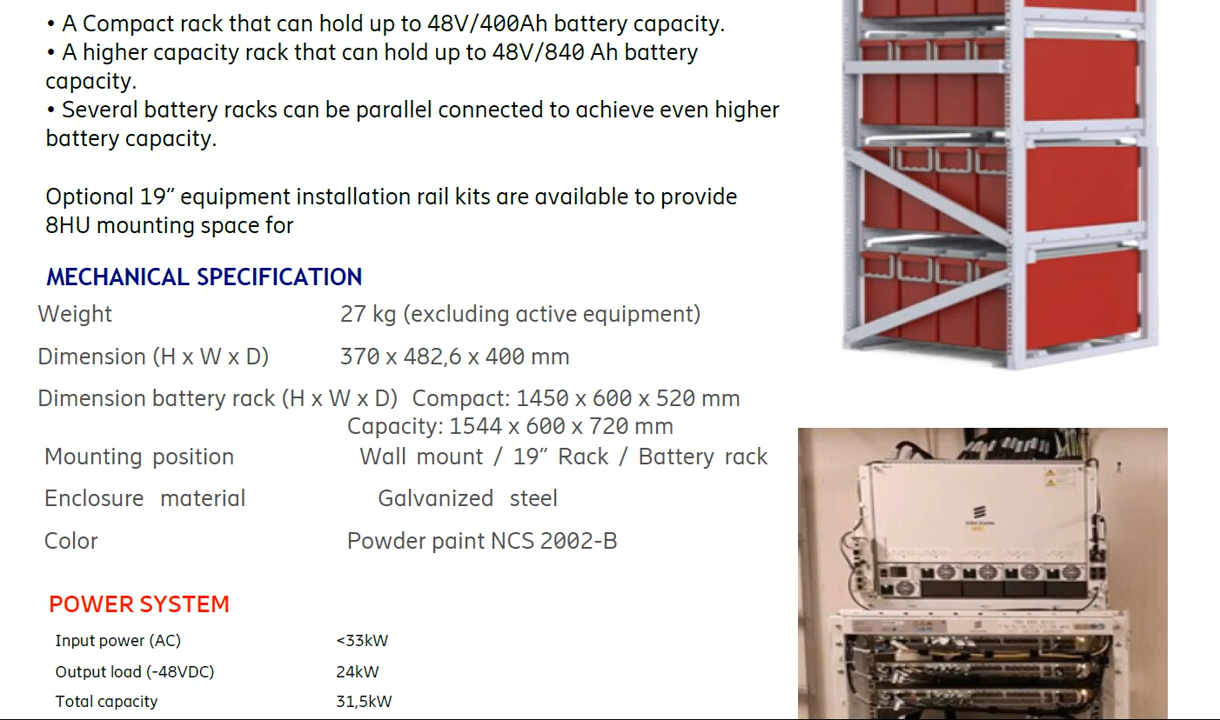 • A Compact rack that can hold up to 48V/400Ah battery capacity.
• A higher capacity rack that can hold up to 48V/840 Ah battery
capacity.
• Several battery racks can be parallel connected to achieve even higher
battery capacity.
Optional 19” equipment installation rail kits are available to provide
8HU mounting space for
MECHANICAL SPECIFICATION
Weight 27 kg (excluding active equipment)
Dimension (H x W x D) 370 x 482,6 x 400 mm
Dimension battery rack (H x W x D) Compact: 1450 x 600 x 520 mm
Capacity: 1544 x 600 x 720 mm
Mounting position Wall mount / 19” Rack / Battery rack
Enclosure material Galvanized steel
Color Powder paint NCS 2002-B
POWER SYSTEM
Input power (AC) <33kW
Output load (-48VDC) 24kW
Total capacity 31,5kW
ERICSSON